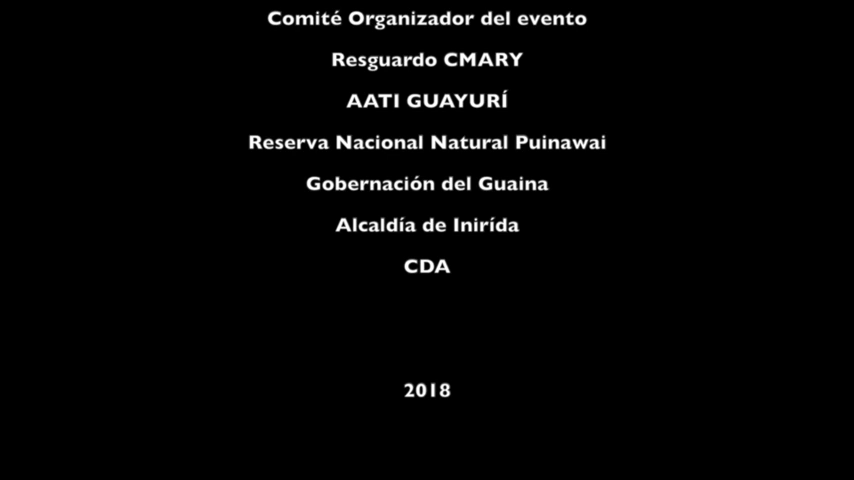 Comité Organizador del evento
Resguardo CMARY
AATI GUAYURÍ
Reserva Nacional Natural Puinawai
Gobernación del Guaina
Alcaldía de Inirída
CDA
2018